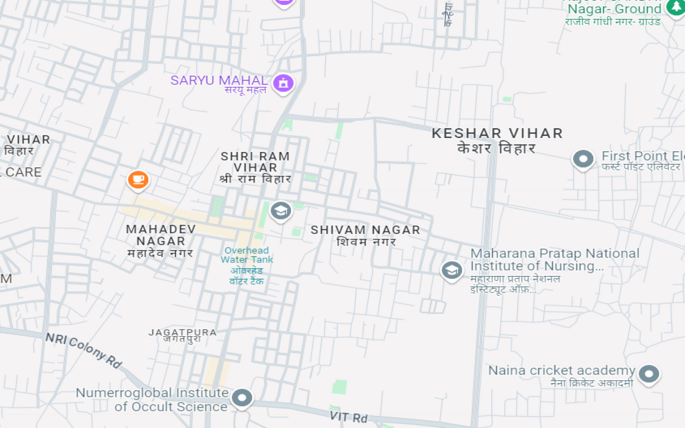 Nagar- Ground
राजीव गांधी नगर- ग्राउंड
SARYU MAHAL
सरयू महल
KESHAR VIHAR
केशर विहार
VIHAR
विहार
CARE
SHRI RAM
VIHAR
श्री राम विहार
First Point El
फर्स्ट पॉइंट एलिवेटर
MAHADEV
NAGAR
महादेव नगर
SHIVAM NAGAR
शिवम नगर
Overhead
Water Tank
ओवरहेड
वॉटर टैंक
Maharana Pratap National
Institute of Nursing...
महाराणा प्रताप नेशनल
इंस्टिट्यूट ऑफ़...
M
JAGATPURA
जगतपुरा
NRI Colony Rd
Naina cricket academy
नैना क्रिकेट अकादमी
Numerroglobal Institute
of Occult Science
VIT Rd